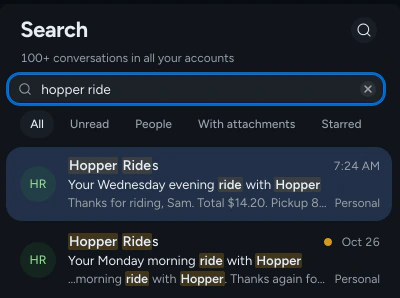 Search
100+ conversations in all your accounts
hopper ride
All Unread People With attachments Starred
HR
Hopper Rides 7:24 AM
Your Wednesday evening ride with Hopper
Thanks for riding, Sam. Total $14.20. Pickup 8... Personal
HR
Hopper Rides Oct 26
Your Monday morning ride with Hopper
...morning ride with Hopper. Thanks again fo... Personal